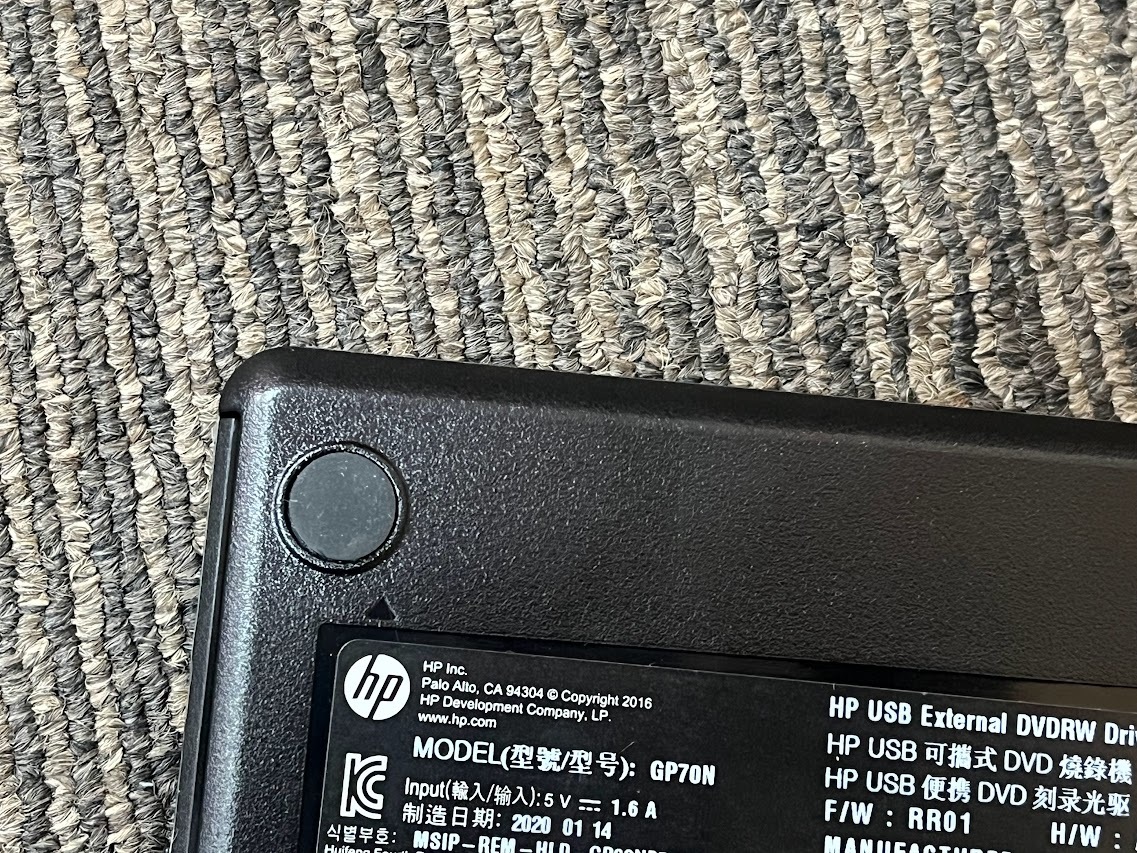 hp
HP Inc.
Palo Alto, CA 94304 © Copyright 2016
HP Development Company, LP.
www.hp.com
MODEL(型號/型号): GP70N
Input(輸入/输入): 5 V ⎓ 1.6 A
制造日期: 2020 01 14
식별부호: MSIP-REM-HLD
HP USB External DVDRW
HP USB 可攜式 DVD 燒錄機
HP USB 便携 DVD 刻录光驱
F/W : RR01 H/W :